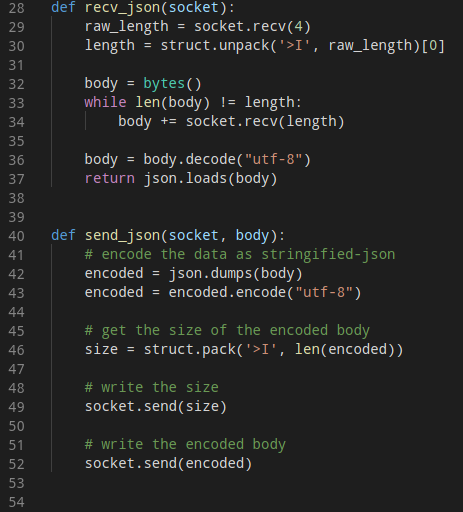 28 def recv_json(socket):
29     raw_length = socket.recv(4)
30     length = struct.unpack('>I', raw_length)[0]
31
32     body = bytes()
33     while len(body) != length:
34         body += socket.recv(length)
35
36     body = body.decode("utf-8")
37     return json.loads(body)
38
39
40 def send_json(socket, body):
41     # encode the data as stringified-json
42     encoded = json.dumps(body)
43     encoded = encoded.encode("utf-8")
44
45     # get the size of the encoded body
46     size = struct.pack('>I', len(encoded))
47
48     # write the size
49     socket.send(size)
50
51     # write the encoded body
52     socket.send(encoded)
53
54